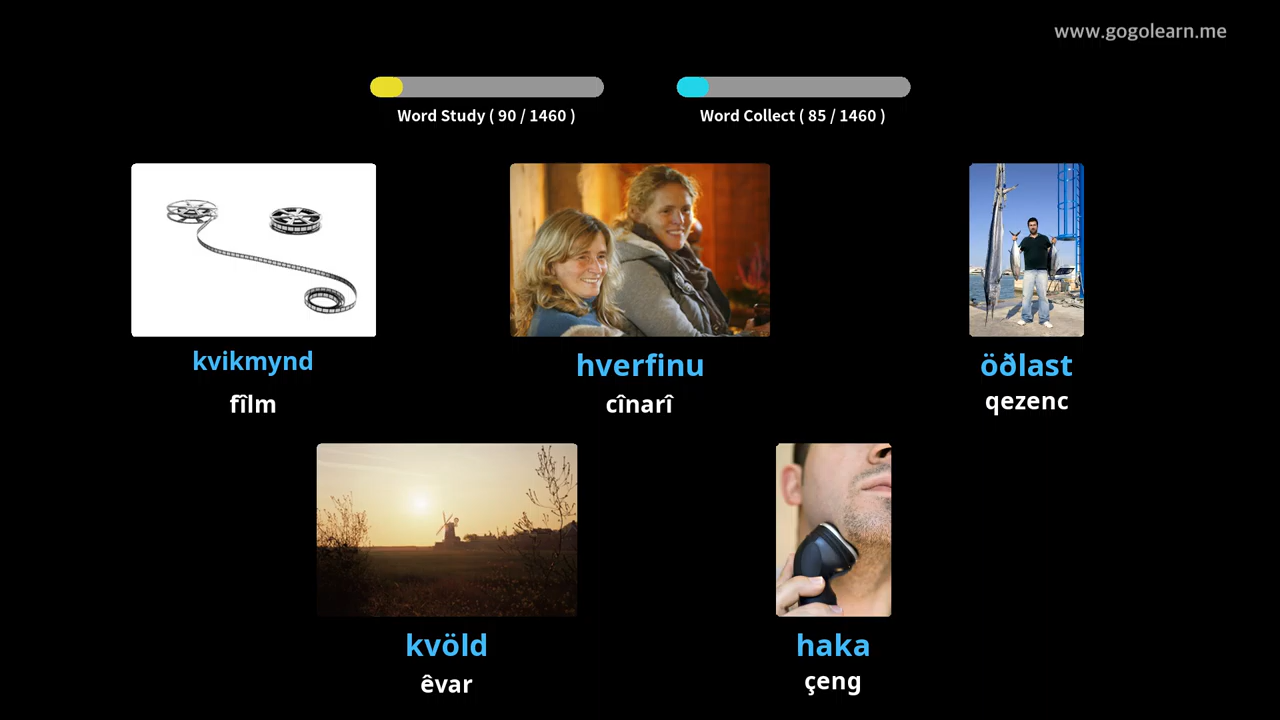 www.gogolearn.me
Word Study ( 90 / 1460 )
Word Collect ( 85 / 1460 )
kvikmynd
fîlm
hverfinu
cînarî
öðlast
qezenc
kvöld
êvar
haka
çeng